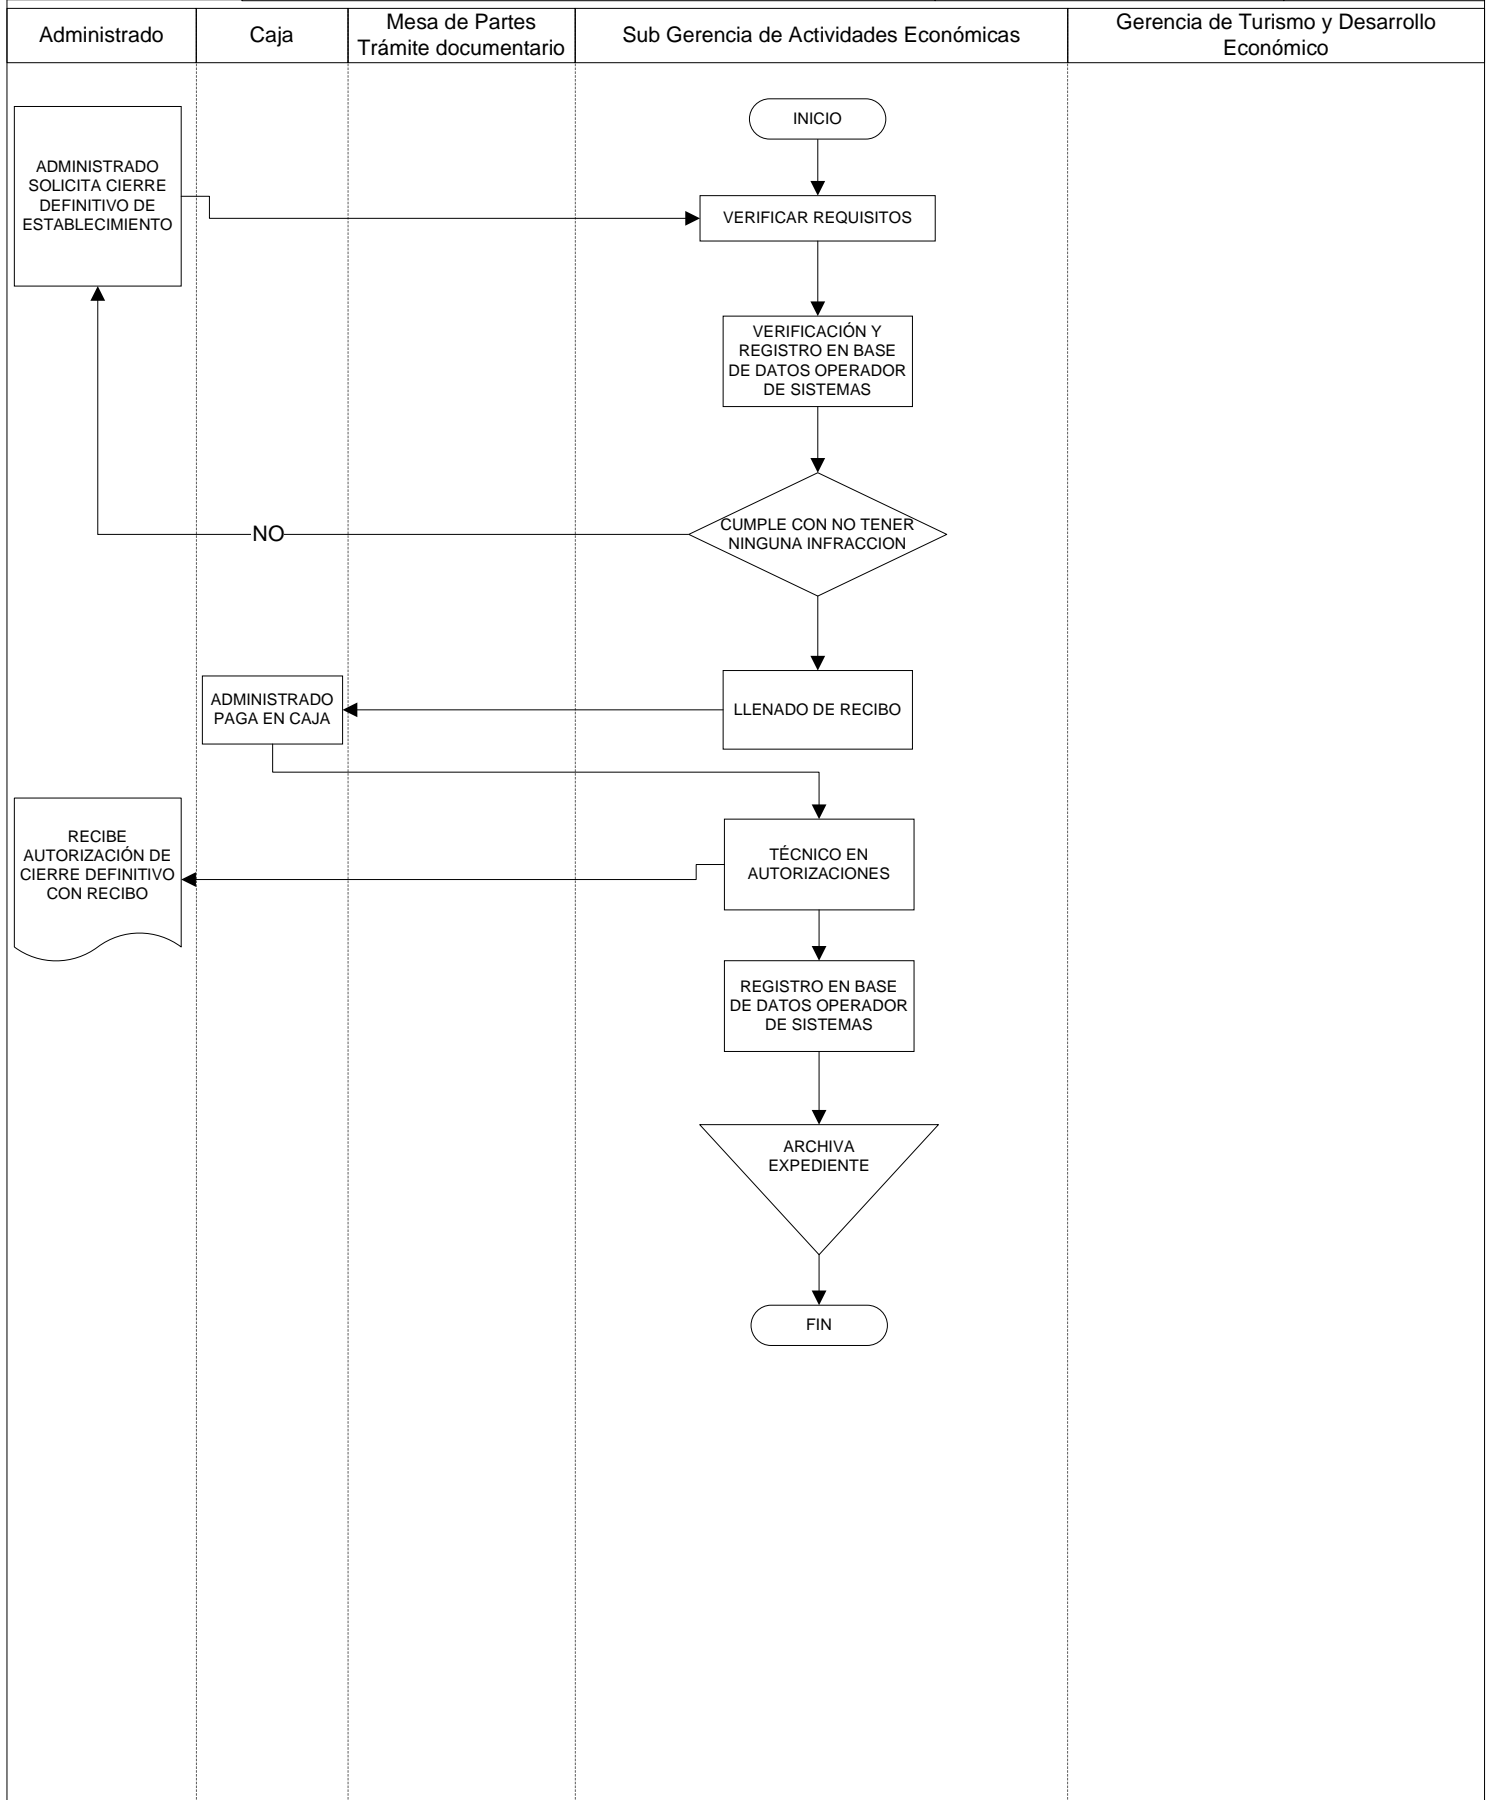 Administrado
Caja
Mesa de Partes
Trámite documentario
Sub Gerencia de Actividades Económicas
Gerencia de Turismo y Desarrollo
Económico
INICIO
ADMINISTRADO
SOLICITA CIERRE
DEFINITIVO DE
ESTABLECIMIENTO
VERIFICAR REQUISITOS
VERIFICACIÓN Y
REGISTRO EN BASE
DE DATOS OPERADOR
DE SISTEMAS
CUMPLE CON NO TENER
NINGUNA INFRACCION
NO
ADMINISTRADO
PAGA EN CAJA
LLENADO DE RECIBO
RECIBE
AUTORIZACIÓN DE
CIERRE DEFINITIVO
CON RECIBO
TÉCNICO EN
AUTORIZACIONES
REGISTRO EN BASE
DE DATOS OPERADOR
DE SISTEMAS
ARCHIVA
EXPEDIENTE
FIN